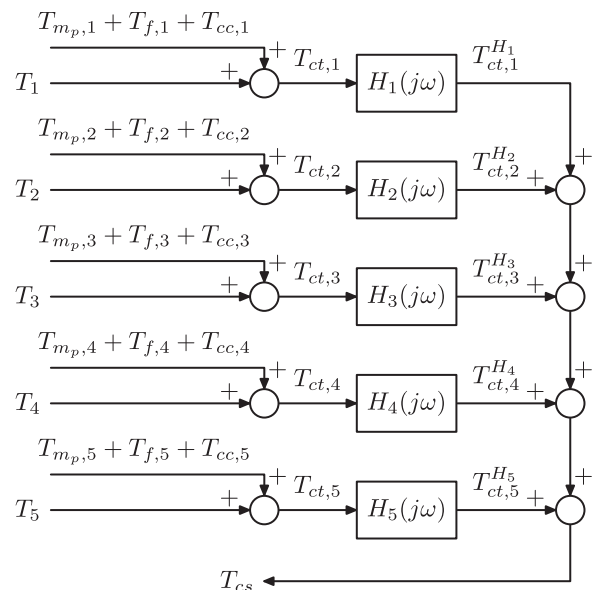 T_{m_p,1} + T_{f,1} + T_{cc,1}
+
T_1 + T_{ct,1} H_1(jω) T_{ct,1}^{H_1}
+
T_{m_p,2} + T_{f,2} + T_{cc,2}
+
T_2 + T_{ct,2} H_2(jω) T_{ct,2}^{H_2} +
+
T_{m_p,3} + T_{f,3} + T_{cc,3}
+
T_3 + T_{ct,3} H_3(jω) T_{ct,3}^{H_3} +
+
T_{m_p,4} + T_{f,4} + T_{cc,4}
+
T_4 + T_{ct,4} H_4(jω) T_{ct,4}^{H_4} +
+
T_{m_p,5} + T_{f,5} + T_{cc,5}
+
T_5 + T_{ct,5} H_5(jω) T_{ct,5}^{H_5} +
T_{cs}